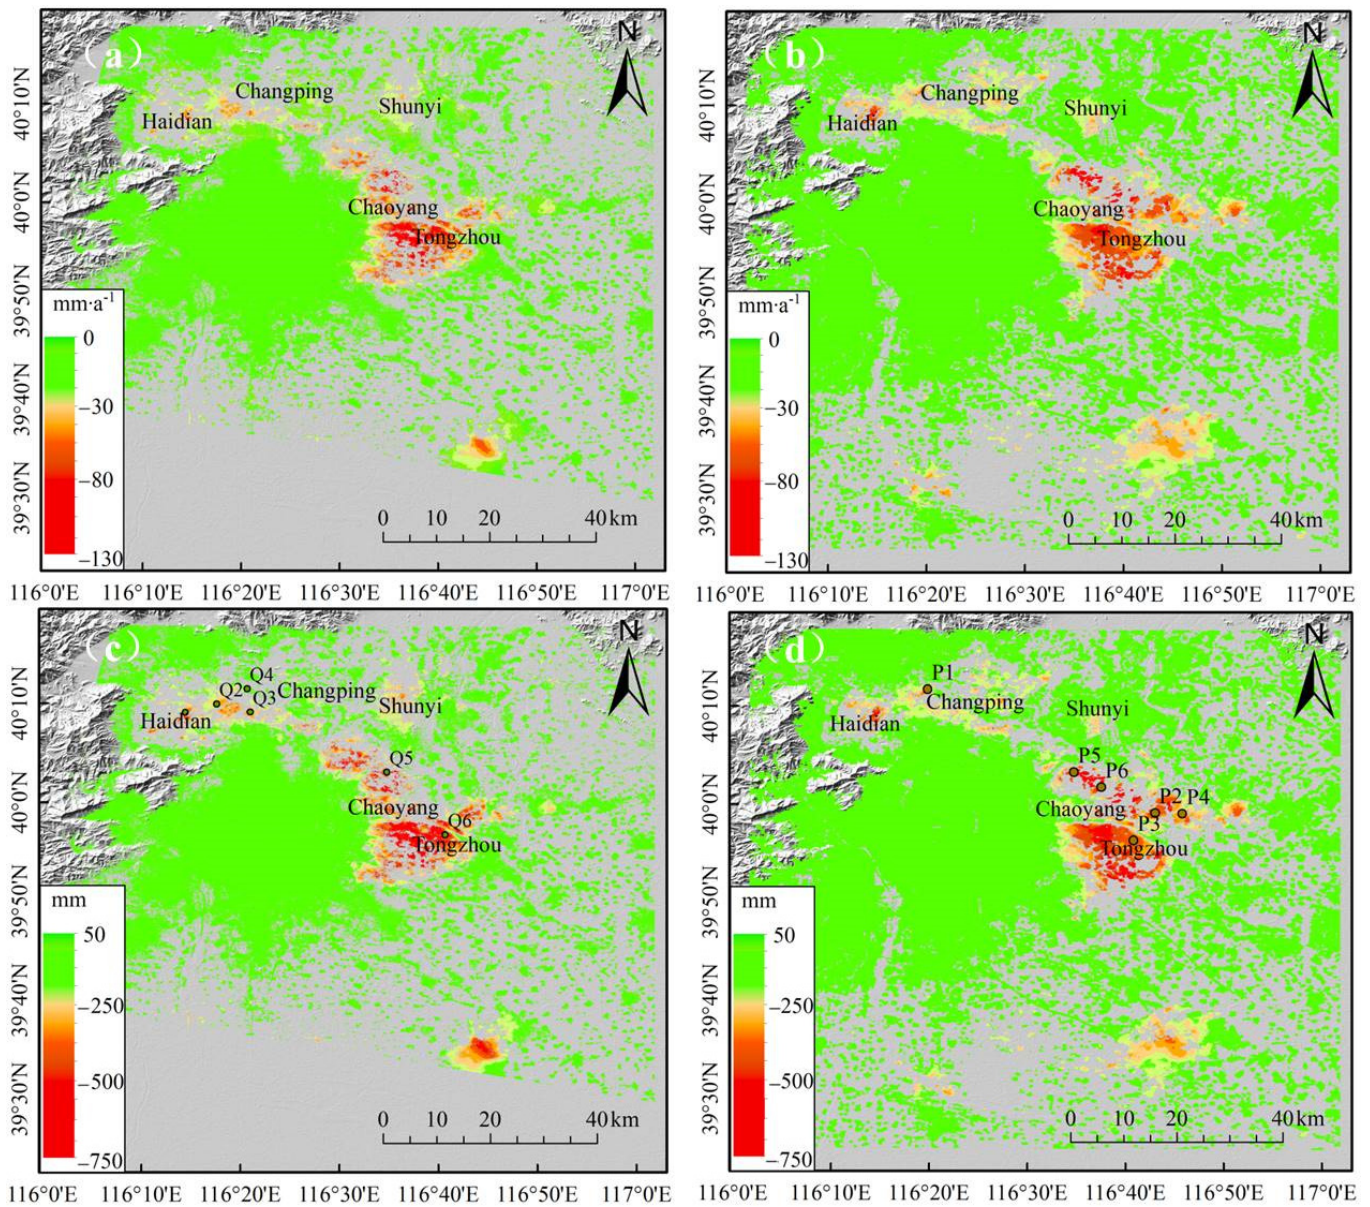 (a)
N
Changping
Shunyi
Haidian
Chaoyang
Tongzhou
40°10'N
40°0'N
39°50'N
39°40'N
39°30'N
mm·a⁻¹
0
−30
−80
−130
0 10 20 40 km
116°0'E 116°10'E 116°20'E 116°30'E 116°40'E 116°50'E 117°0'E
(b)
N
Changping
Shunyi
Haidian
Chaoyang
Tongzhou
40°10'N
40°0'N
39°50'N
39°40'N
39°30'N
mm·a⁻¹
0
−30
−80
−130
0 10 20 40 km
116°0'E 116°10'E 116°20'E 116°30'E 116°40'E 116°50'E 117°0'E
(c)
N
Q4
Q2 Q3 Changping
Haidian
Shunyi
Q5
Chaoyang
Q6
Tongzhou
40°10'N
40°0'N
39°50'N
39°40'N
39°30'N
mm
50
−250
−500
−750
0 10 20 40 km
116°0'E 116°10'E 116°20'E 116°30'E 116°40'E 116°50'E 117°0'E
(d)
N
P1
Changping
Shunyi
Haidian
P5
P6
Chaoyang
P2 P4
P3
Tongzhou
40°10'N
40°0'N
39°50'N
39°40'N
39°30'N
mm
50
−250
−500
−750
0 10 20 40 km
116°0'E 116°10'E 116°20'E 116°30'E 116°40'E 116°50'E 117°0'E